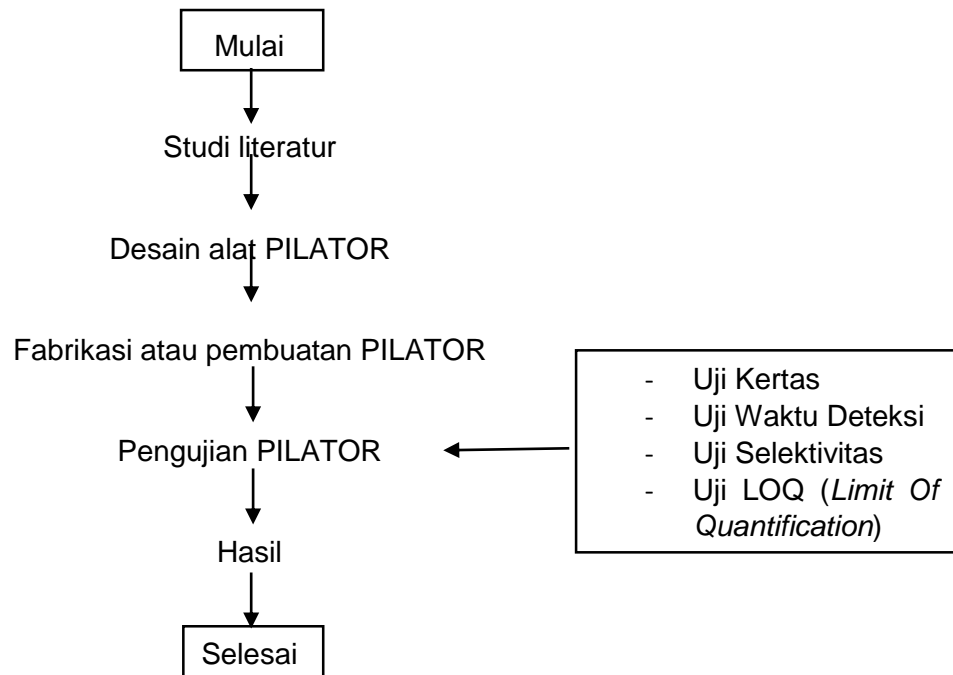 Mulai
Studi literatur
Desain alat PILATOR
Fabrikasi atau pembuatan PILATOR
Pengujian PILATOR
- Uji Kertas
- Uji Waktu Deteksi
- Uji Selektivitas
- Uji LOQ (Limit Of
Quantification)
Hasil
Selesai